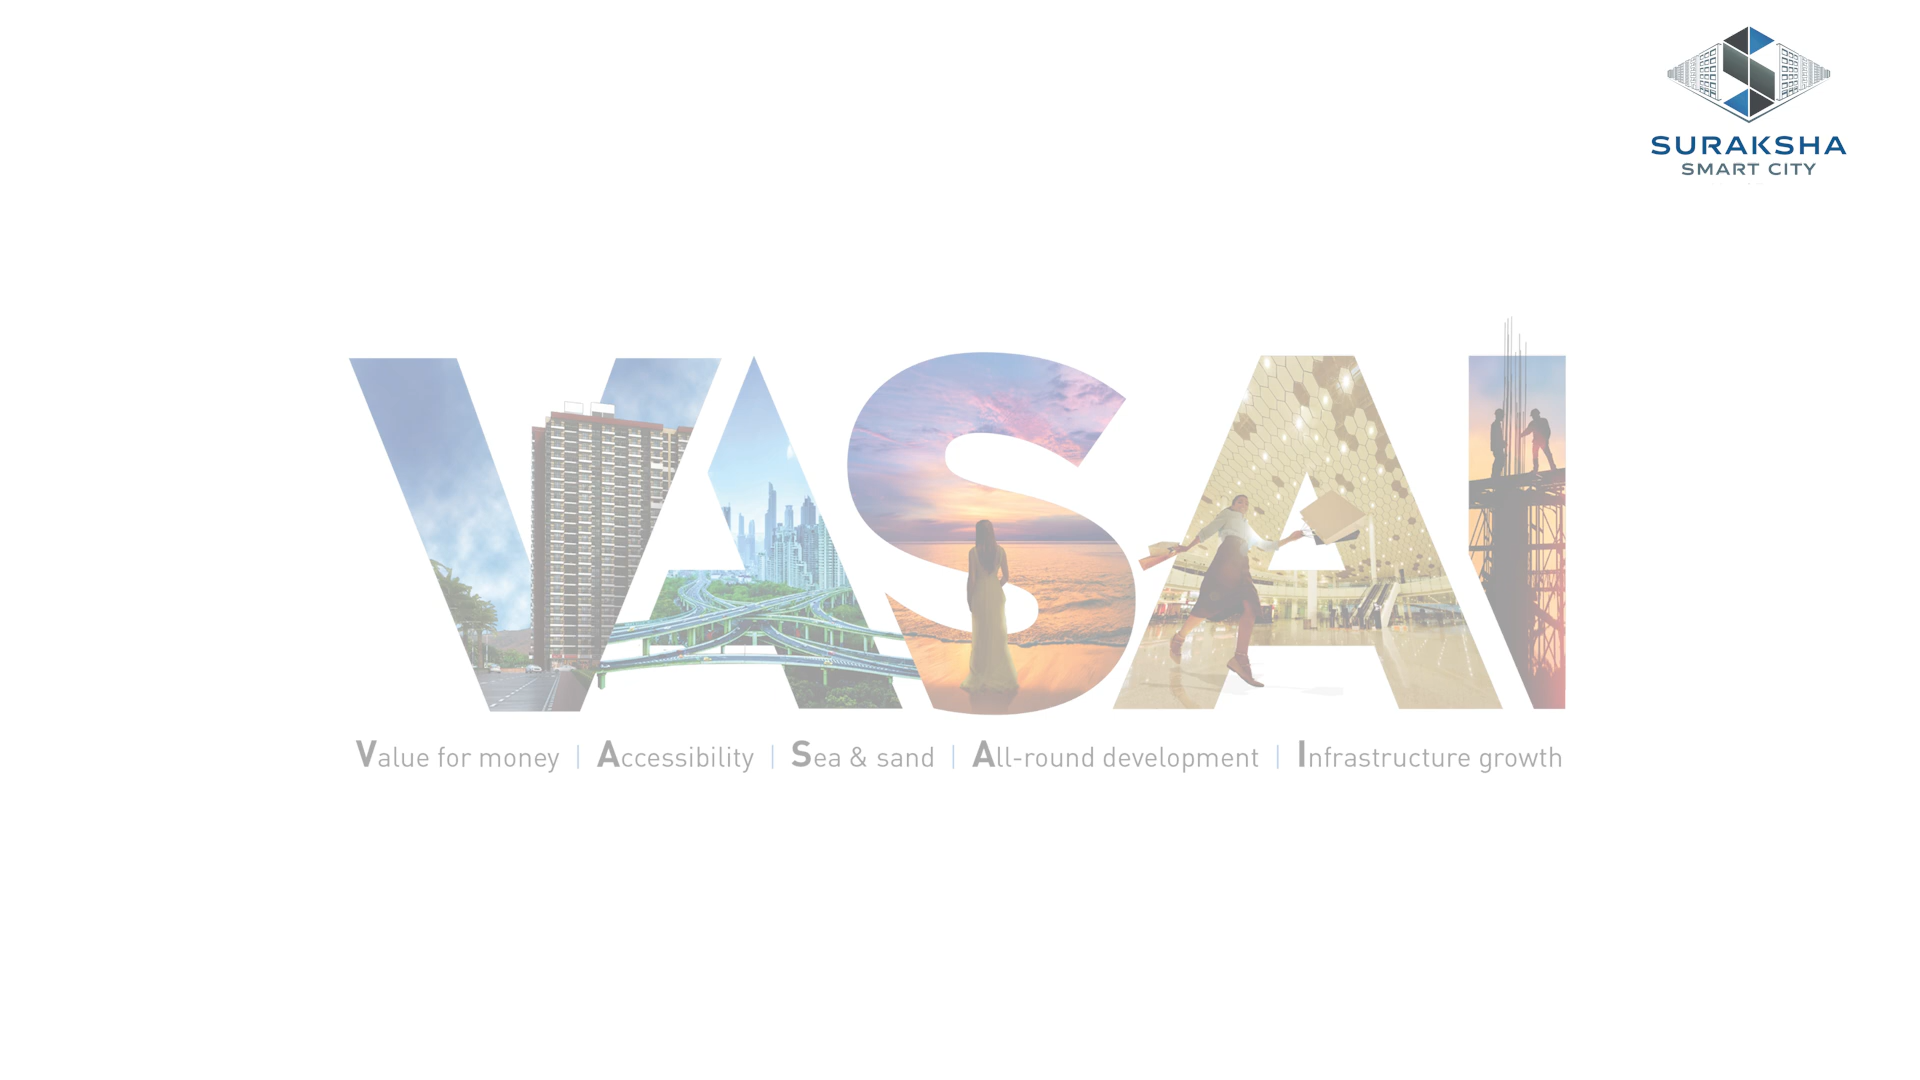 SURAKSHA
SMART CITY
VASAI
Value for money | Accessibility | Sea & sand | All-round development | Infrastructure growth